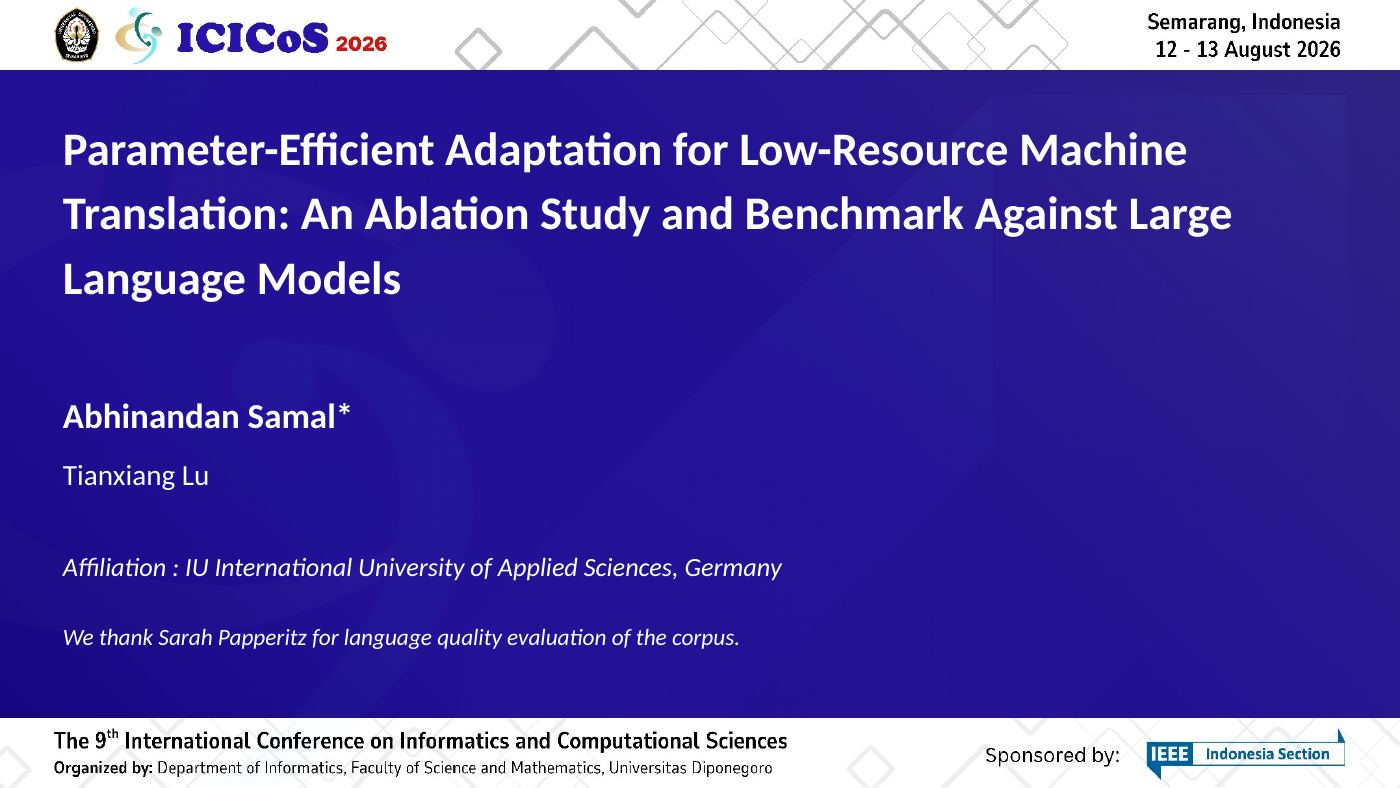 ICICoS 2026
Semarang, Indonesia
12 - 13 August 2026
Parameter-Efficient Adaptation for Low-Resource Machine
Translation: An Ablation Study and Benchmark Against Large
Language Models
Abhinandan Samal*
Tianxiang Lu
Affiliation : IU International University of Applied Sciences, Germany
We thank Sarah Papperitz for language quality evaluation of the corpus.
The 9th International Conference on Informatics and Computational Sciences
Organized by: Department of Informatics, Faculty of Science and Mathematics, Universitas Diponegoro
Sponsored by:
IEEE Indonesia Section